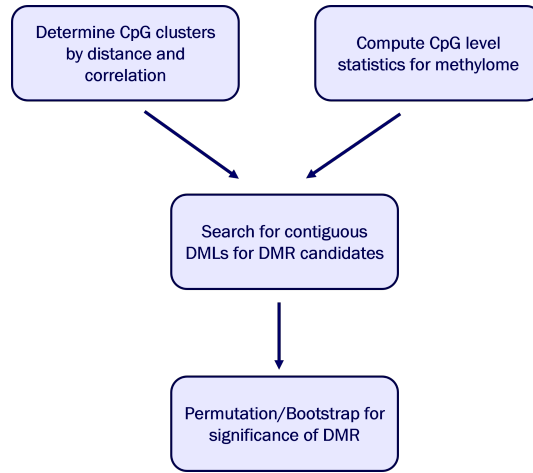 Determine CpG clusters
by distance and
correlation
Compute CpG level
statistics for methylome
Search for contiguous
DMLs for DMR candidates
Permutation/Bootstrap for
significance of DMR